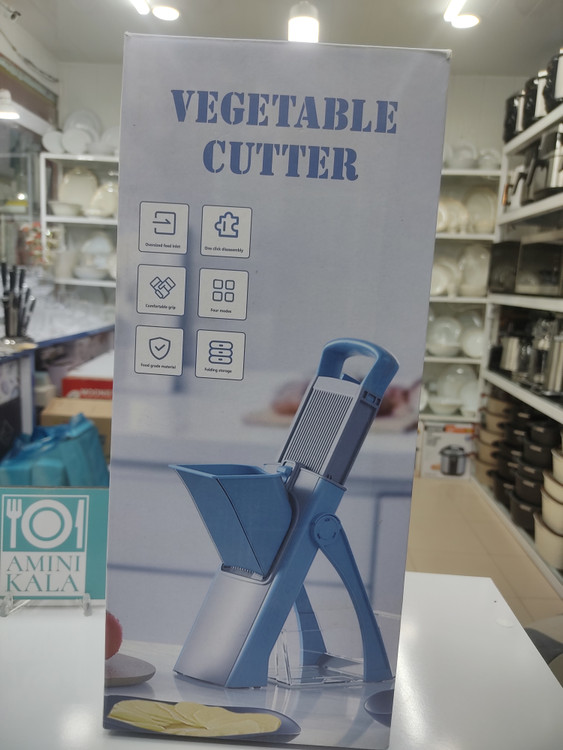 VEGETABLE
CUTTER
Oversized feed inlet
One click disassembly
Comfortable grip
Four modes
Food grade material
Folding storage
AMINI
KALA